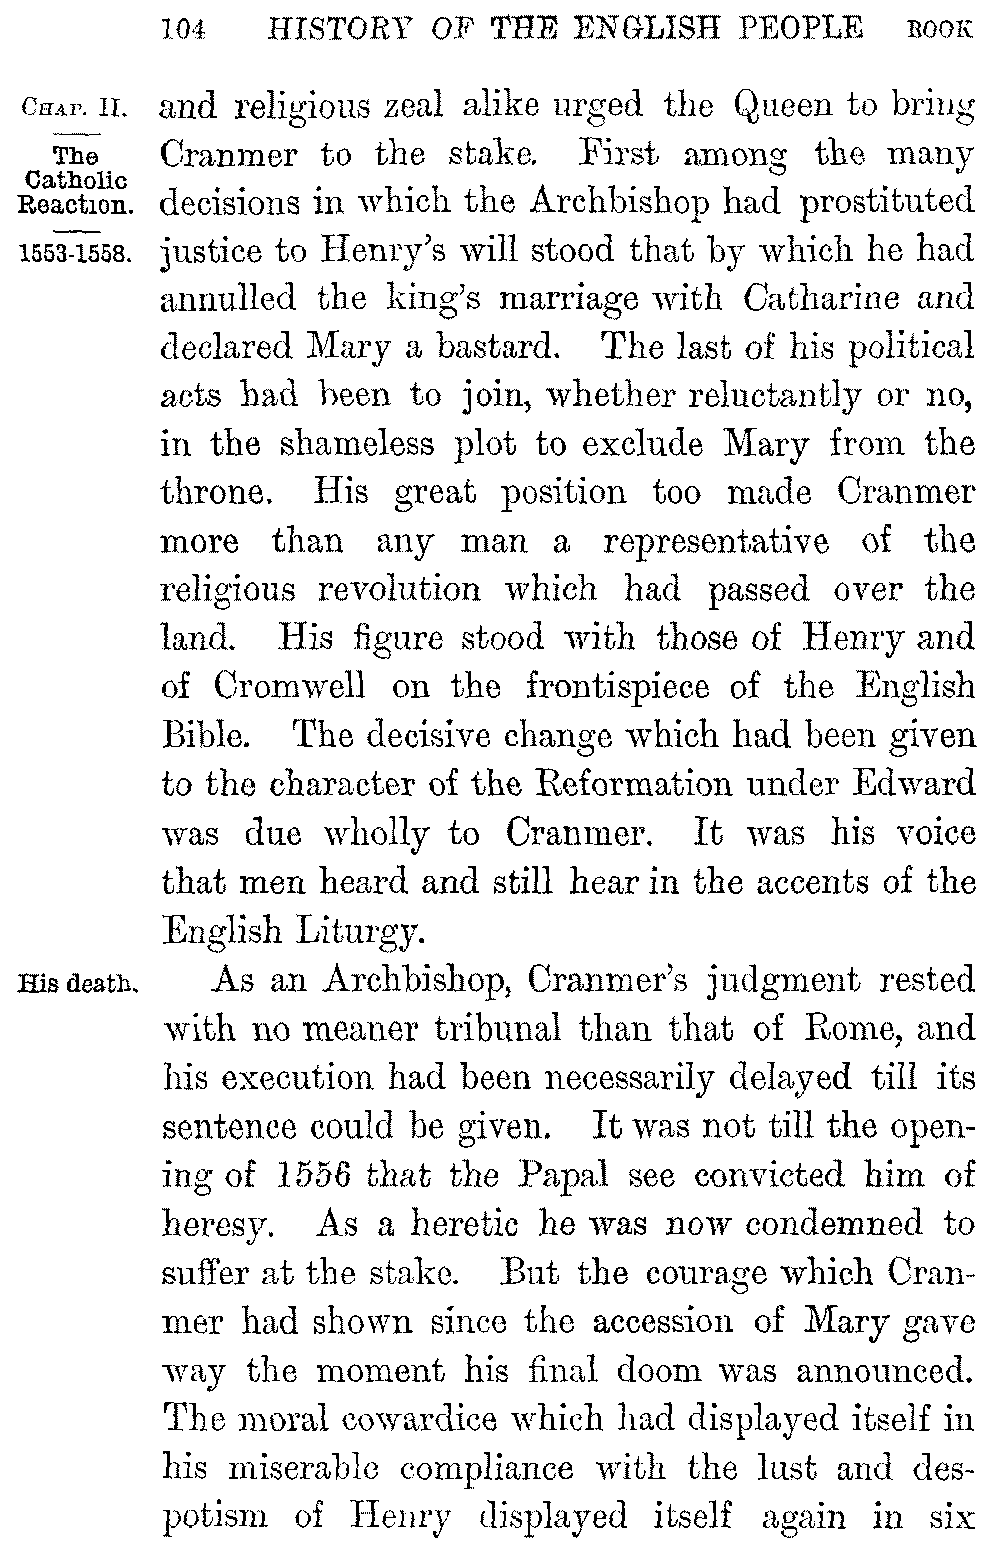 104 HISTORY OF THE ENGLISH PEOPLE BOOK
CHAP. II.
The
Catholic
Reaction.
1553-1558.
and religious zeal alike urged the Queen to bring
Cranmer to the stake. First among the many
decisions in which the Archbishop had prostituted
justice to Henry's will stood that by which he had
annulled the king's marriage with Catharine and
declared Mary a bastard. The last of his political
acts had been to join, whether reluctantly or no,
in the shameless plot to exclude Mary from the
throne. His great position too made Cranmer
more than any man a representative of the
religious revolution which had passed over the
land. His figure stood with those of Henry and
of Cromwell on the frontispiece of the English
Bible. The decisive change which had been given
to the character of the Reformation under Edward
was due wholly to Cranmer. It was his voice
that men heard and still hear in the accents of the
English Liturgy.
His death.
As an Archbishop, Cranmer's judgment rested
with no meaner tribunal than that of Rome, and
his execution had been necessarily delayed till its
sentence could be given. It was not till the open-
ing of 1556 that the Papal see convicted him of
heresy. As a heretic he was now condemned to
suffer at the stake. But the courage which Cran-
mer had shown since the accession of Mary gave
way the moment his final doom was announced.
The moral cowardice which had displayed itself in
his miserable compliance with the lust and des-
potism of Henry displayed itself again in six